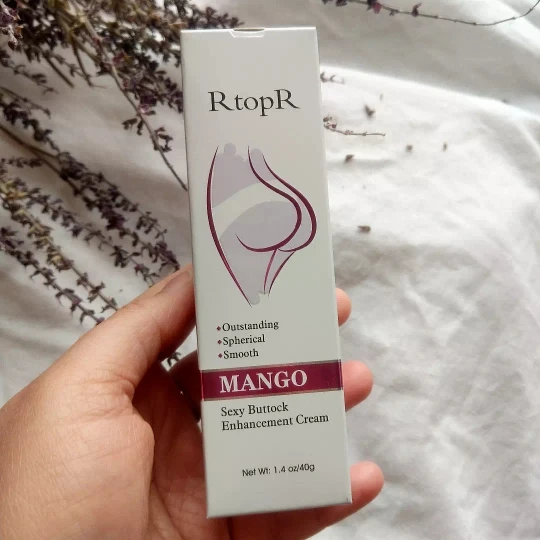 RtopR
Outstanding
Spherical
Smooth
MANGO
Sexy Buttock
Enhancement Cream
Net Wt: 1.4 oz/40g